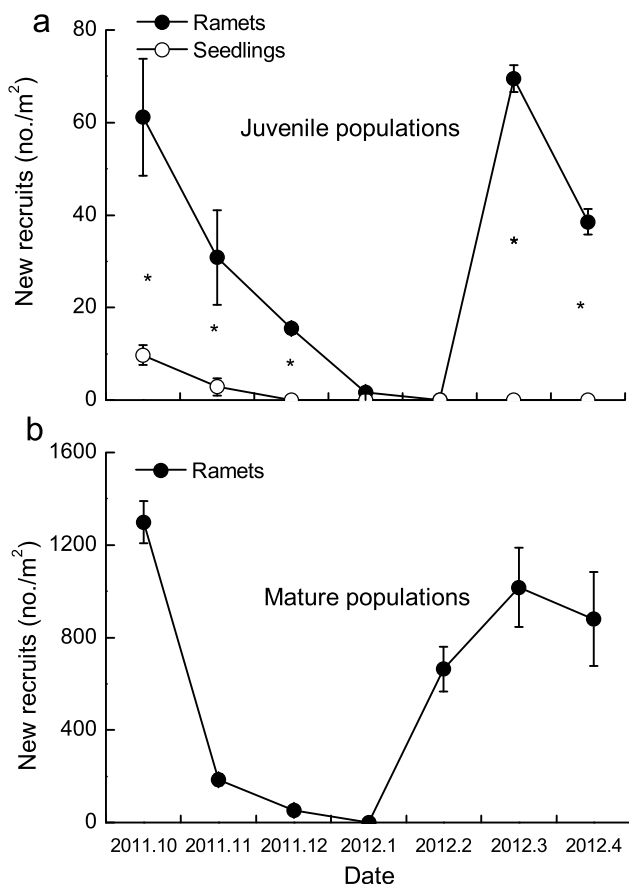 a
Ramets
Seedlings
Juvenile populations
New recruits (no./m²)
80
60
40
20
0
*
*
*
*
*
b
Ramets
Mature populations
New recruits (no./m²)
1600
1200
800
400
0
2011.10 2011.11 2011.12 2012.1 2012.2 2012.3 2012.4
Date